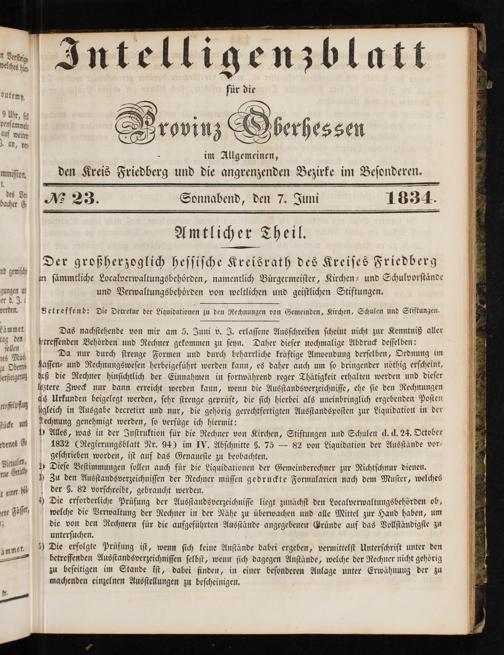 Intelligenzblatt
für die
Provinz Oberhessen
im Allgemeinen,
den Kreis Friedberg und die angrenzenden Bezirke im Besonderen.
№ 23. Sonnabend, den 7. Juni 1834.
Amtlicher Theil.
Der großherzoglich hessische Kreisrath des Kreises Friedberg
an sämmtliche Localverwaltungsbehörden, namentlich Bürgermeister, Kirchen- und Schulvorstände
und Verwaltungsbehörden von weltlichen und geistlichen Stiftungen.
Betreffend: Die Decretur der Liquidationen zu den Rechnungen von Gemeinden, Kirchen, Schulen und Stiftungen.
Das nachstehende von mir am 5. Juni v. J. erlassene Ausschreiben scheint nicht zur Kenntniß aller
betreffenden Behörden und Rechner gekommen zu seyn. Daher dieser nochmalige Abdruck desselben:
Da nur durch strenge Formen und durch beharrliche kräftige Anwendung derselben, Ordnung im
Kassen- und Rechnungswesen herbeigeführt werden kann, es daher auch um so dringender nöthig erscheint,
daß die Rechner hinsichtlich der Einnahmen in fortwährend reger Thätigkeit erhalten werden und dieser
letztere Zweck nur dann erreicht werden kann, wenn die Ausstandsverzeichnisse, ehe sie den Rechnungen
als Urkunden beigelegt werden, sehr strenge geprüft, die sich hierbei als uneinbringlich ergebenden Posten
sogleich in Ausgabe decretirt und nur, die gehörig gerechtfertigten Ausstandsposten zur Liquidation in der
Rechnung genehmigt werden, so verfüge ich hiermit:
1) Alles, was in der Instruktion für die Rechner von Kirchen, Stiftungen und Schulen d. d. 24. October
1832 (Regierungsblatt Nr. 94) im IV. Abschnitte §. 75 — 82 von Liquidation der Ausstände vor-
geschrieben worden, ist auf das Genaueste zu beobachten.
2) Diese Bestimmungen sollen auch für die Liquidationen der Gemeinderechner zur Richtschnur dienen.
3) Zu den Ausstandsverzeichnissen der Rechner müssen gedruckte Formularien nach dem Muster, welches
der §. 82 vorschreibt, gebraucht werden.
4) Die erforderliche Prüfung der Ausstandsverzeichnisse liegt zunächst den Localverwaltungsbehörden ob,
welche die Verwaltung der Rechner in der Nähe zu überwachen und alle Mittel zur Hand haben, um
die von den Rechnern für die aufgeführten Ausstände angegebenen Gründe auf das Vollständigste zu
untersuchen.
5) Die erfolgte Prüfung ist, wenn sich keine Anstände dabei ergeben, vermittelst Unterschrift unter den
betreffenden Ausstandsverzeichnissen selbst, wenn sich dagegen Anstände, welche der Rechner nicht gehörig
zu beseitigen im Stande ist, dabei finden, in einer besonderen Anlage unter Erwähnung der zu
machenden einzelnen Ausstellungen zu bescheinigen.